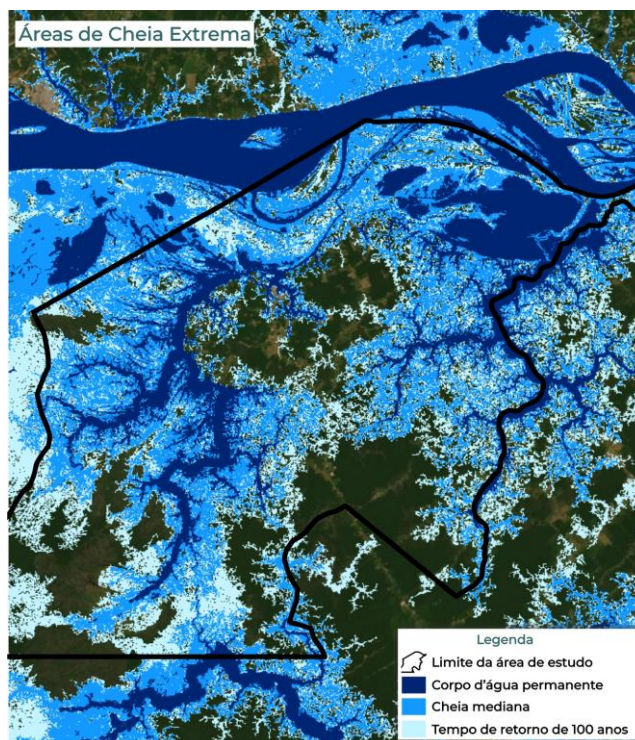 Áreas de Cheia Extrema
Legenda
Limite da área de estudo
Corpo d'água permanente
Cheia mediana
Tempo de retorno de 100 anos